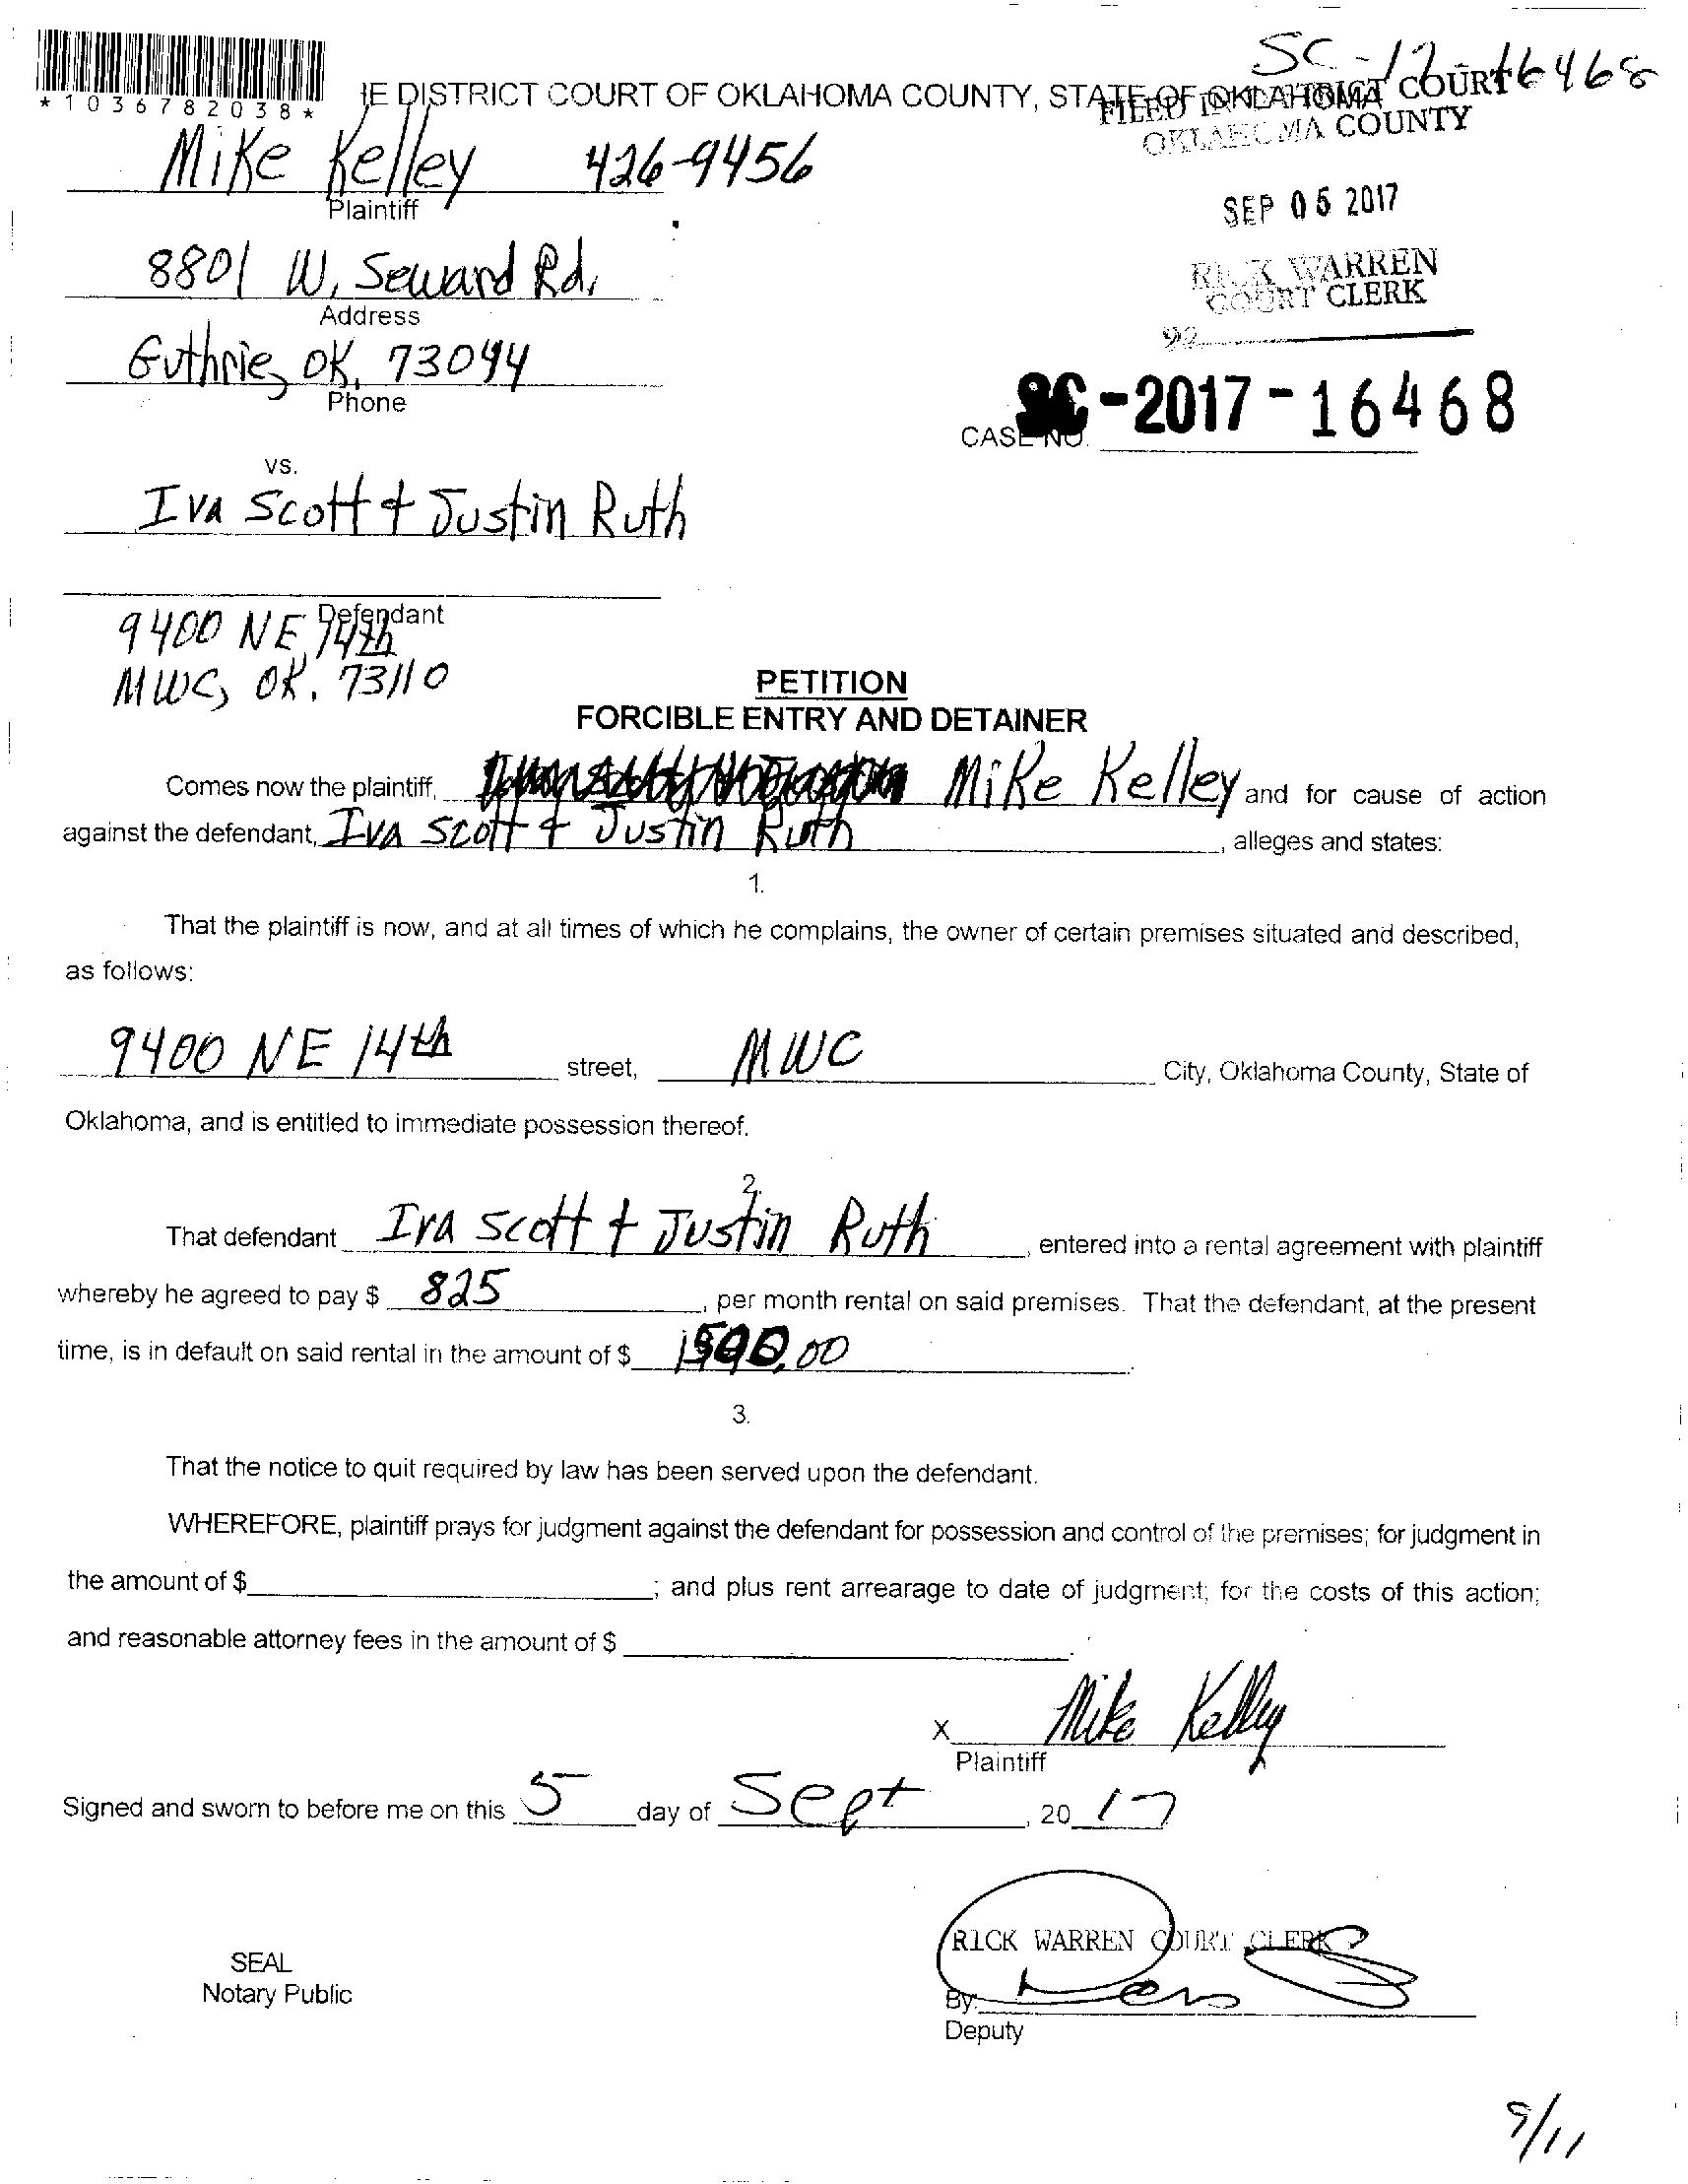 SC-17-16468
*1036782038*
IE DISTRICT COURT OF OKLAHOMA COUNTY, STATE OF OKLAHOMA
FILED IN DISTRICT COURT
OKLAHOMA COUNTY
Mike Kelley 426-9456
Plaintiff
SEP 05 2017
8801 W. Seward Rd.
Address
RICK WARREN
COURT CLERK
Guthrie, OK. 73044
Phone
92
SC-2017-16468
CASE NO.
vs.
Iva Scott + Justin Ruth
Defendant
9400 NE 14th
MWC, OK. 73110
PETITION
FORCIBLE ENTRY AND DETAINER
Comes now the plaintiff, Mike Kelley and for cause of action
against the defendant, Iva Scott + Justin Ruth, alleges and states:
1.
That the plaintiff is now, and at all times of which he complains, the owner of certain premises situated and described,
as follows:
9400 NE 14th street, MWC City, Oklahoma County, State of
Oklahoma, and is entitled to immediate possession thereof.
2.
That defendant Iva Scott + Justin Ruth, entered into a rental agreement with plaintiff
whereby he agreed to pay $ 825, per month rental on said premises. That the defendant, at the present
time, is in default on said rental in the amount of $ .
3.
That the notice to quit required by law has been served upon the defendant.
WHEREFORE, plaintiff prays for judgment against the defendant for possession and control of the premises; for judgment in
the amount of $ ; and plus rent arrearage to date of judgment; for the costs of this action;
and reasonable attorney fees in the amount of $ .
X Mike Kelley
Plaintiff
Signed and sworn to before me on this 5 day of Sept, 20 17
RICK WARREN COURT CLERK
SEAL
Notary Public
By:
Deputy
9/11